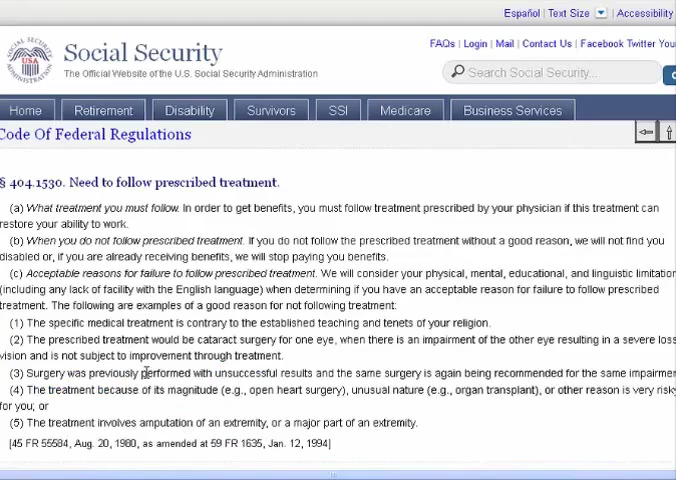 Español | Text Size | Accessibility
FAQs | Login | Mail | Contact Us | Facebook Twitter You
Social Security
The Official Website of the U.S. Social Security Administration
SOCIAL SECURITY
USA
ADMINISTRATION
Search Social Security...
Home Retirement Disability Survivors SSI Medicare Business Services
Code Of Federal Regulations
§ 404.1530. Need to follow prescribed treatment.
(a) What treatment you must follow. In order to get benefits, you must follow treatment prescribed by your physician if this treatment can
restore your ability to work.
(b) When you do not follow prescribed treatment. If you do not follow the prescribed treatment without a good reason, we will not find you
disabled or, if you are already receiving benefits, we will stop paying you benefits.
(c) Acceptable reasons for failure to follow prescribed treatment. We will consider your physical, mental, educational, and linguistic limitation
(including any lack of facility with the English language) when determining if you have an acceptable reason for failure to follow prescribed
treatment. The following are examples of a good reason for not following treatment:
(1) The specific medical treatment is contrary to the established teaching and tenets of your religion.
(2) The prescribed treatment would be cataract surgery for one eye, when there is an impairment of the other eye resulting in a severe loss
vision and is not subject to improvement through treatment.
(3) Surgery was previously performed with unsuccessful results and the same surgery is again being recommended for the same impairmen
(4) The treatment because of its magnitude (e.g., open heart surgery), unusual nature (e.g., organ transplant), or other reason is very risky
for you; or
(5) The treatment involves amputation of an extremity, or a major part of an extremity.
[45 FR 55584, Aug. 20, 1980, as amended at 59 FR 1635, Jan. 12, 1994]